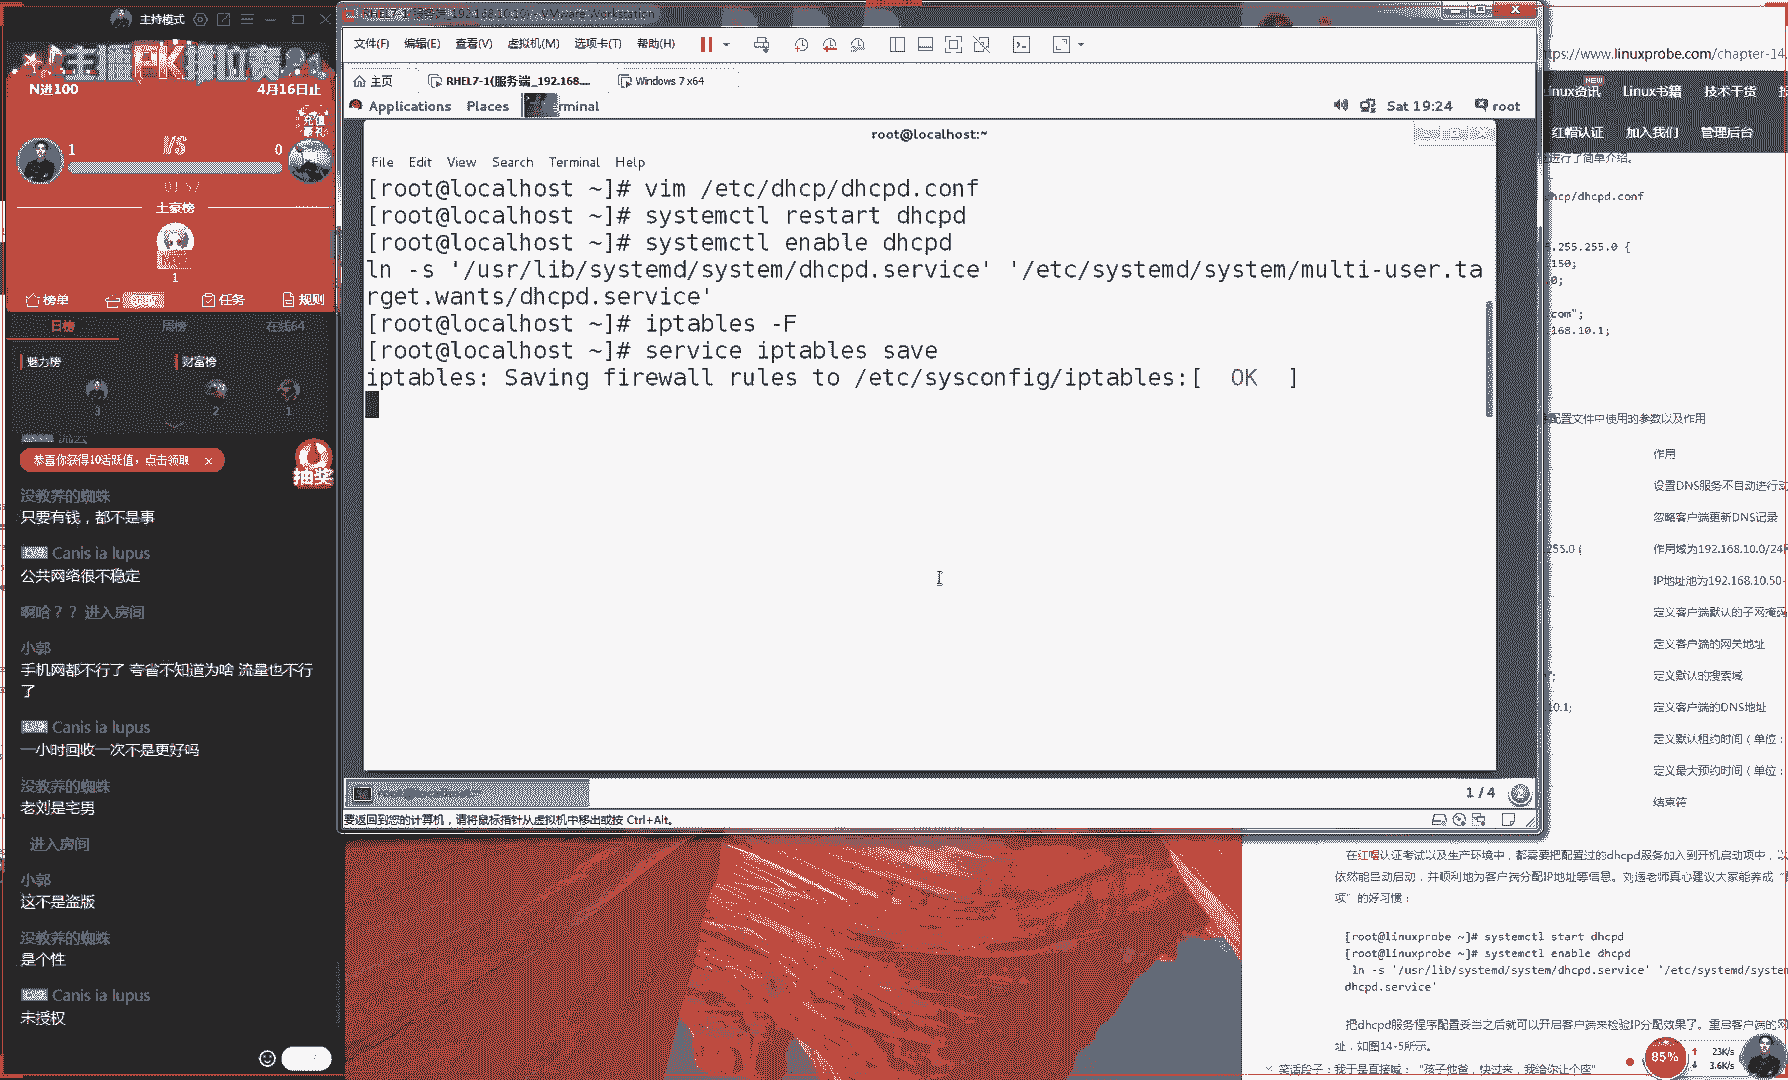 主持模式
主播PK排位赛
N进100
4月16日止
VS
1
0
土豪榜
1
榜单
任务
规则
日榜
周榜
在线64
魅力榜
财富榜
3
2
1
恭喜你获得10活跃值，点击领取 ×
抽奖
没教养的蜘蛛
只要有钱，都不是事
Canis ia lupus
公共网络很不稳定
啊哈？？ 进入房间
小郭
手机网都不行了 夸省不知道为啥 流量也不行
了
Canis ia lupus
一小时回收一次不是更好吗
没教养的蜘蛛
老刘是宅男
进入房间
小郭
这不是盗版
没教养的蜘蛛
是个性
Canis ia lupus
未授权
文件(F) 编辑(E) 查看(V) 虚拟机(M) 选项卡(T) 帮助(H)
主页
RHEL7-1(服务端_192.168....
Windows 7 x64
Applications Places
rminal
Sat 19:24
root
root@localhost:~
File Edit View Search Terminal Help
[root@localhost ~]# vim /etc/dhcp/dhcpd.conf
[root@localhost ~]# systemctl restart dhcpd
[root@localhost ~]# systemctl enable dhcpd
ln -s '/usr/lib/systemd/system/dhcpd.service' '/etc/systemd/system/multi-user.ta
rget.wants/dhcpd.service'
[root@localhost ~]# iptables -F
[root@localhost ~]# service iptables save
iptables: Saving firewall rules to /etc/sysconfig/iptables:[ OK ]
1 / 4
要返回到您的计算机，请将鼠标指针从虚拟机中移出或按 Ctrl+Alt。
ttps://www.linuxprobe.com/chapter-14.
nux资讯
NEW
Linux书籍
技术干货
红帽认证
加入我们
管理后台
进行了简单介绍。
hcp/dhcpd.conf
5.255.255.0 {
150;
0;
com";
168.10.1;
配置文件中使用的参数以及作用
作用
设置DNS服务不自动进行动
忽略客户端更新DNS记录
255.0 {
作用域为192.168.10.0/24
IP地址池为192.168.10.50-
定义客户端默认的子网掩
定义客户端的网关地址
";
定义默认的搜索域
10.1;
定义客户端的DNS地址
定义默认租约时间（单位：
定义最大预约时间（单位：
结束符
在红帽认证考试以及生产环境中，都需要把配置过的dhcpd服务加入到开机启动项中，以
依然能自动启动，并顺利地为客户端分配IP地址等信息。刘遄老师真心建议大家能养成“
项”的好习惯：
[root@linuxprobe ~]# systemctl start dhcpd
[root@linuxprobe ~]# systemctl enable dhcpd
ln -s '/usr/lib/systemd/system/dhcpd.service' '/etc/systemd/system
dhcpd.service'
把dhcpd服务程序配置妥当之后就可以开启客户端来检验IP分配效果了。重启客户端的网
址，如图14-5所示。
笑话段子：我于是直接喊：“孩子他爸，快过来，我给你让个座”
85%
23K/s
3.6K/s